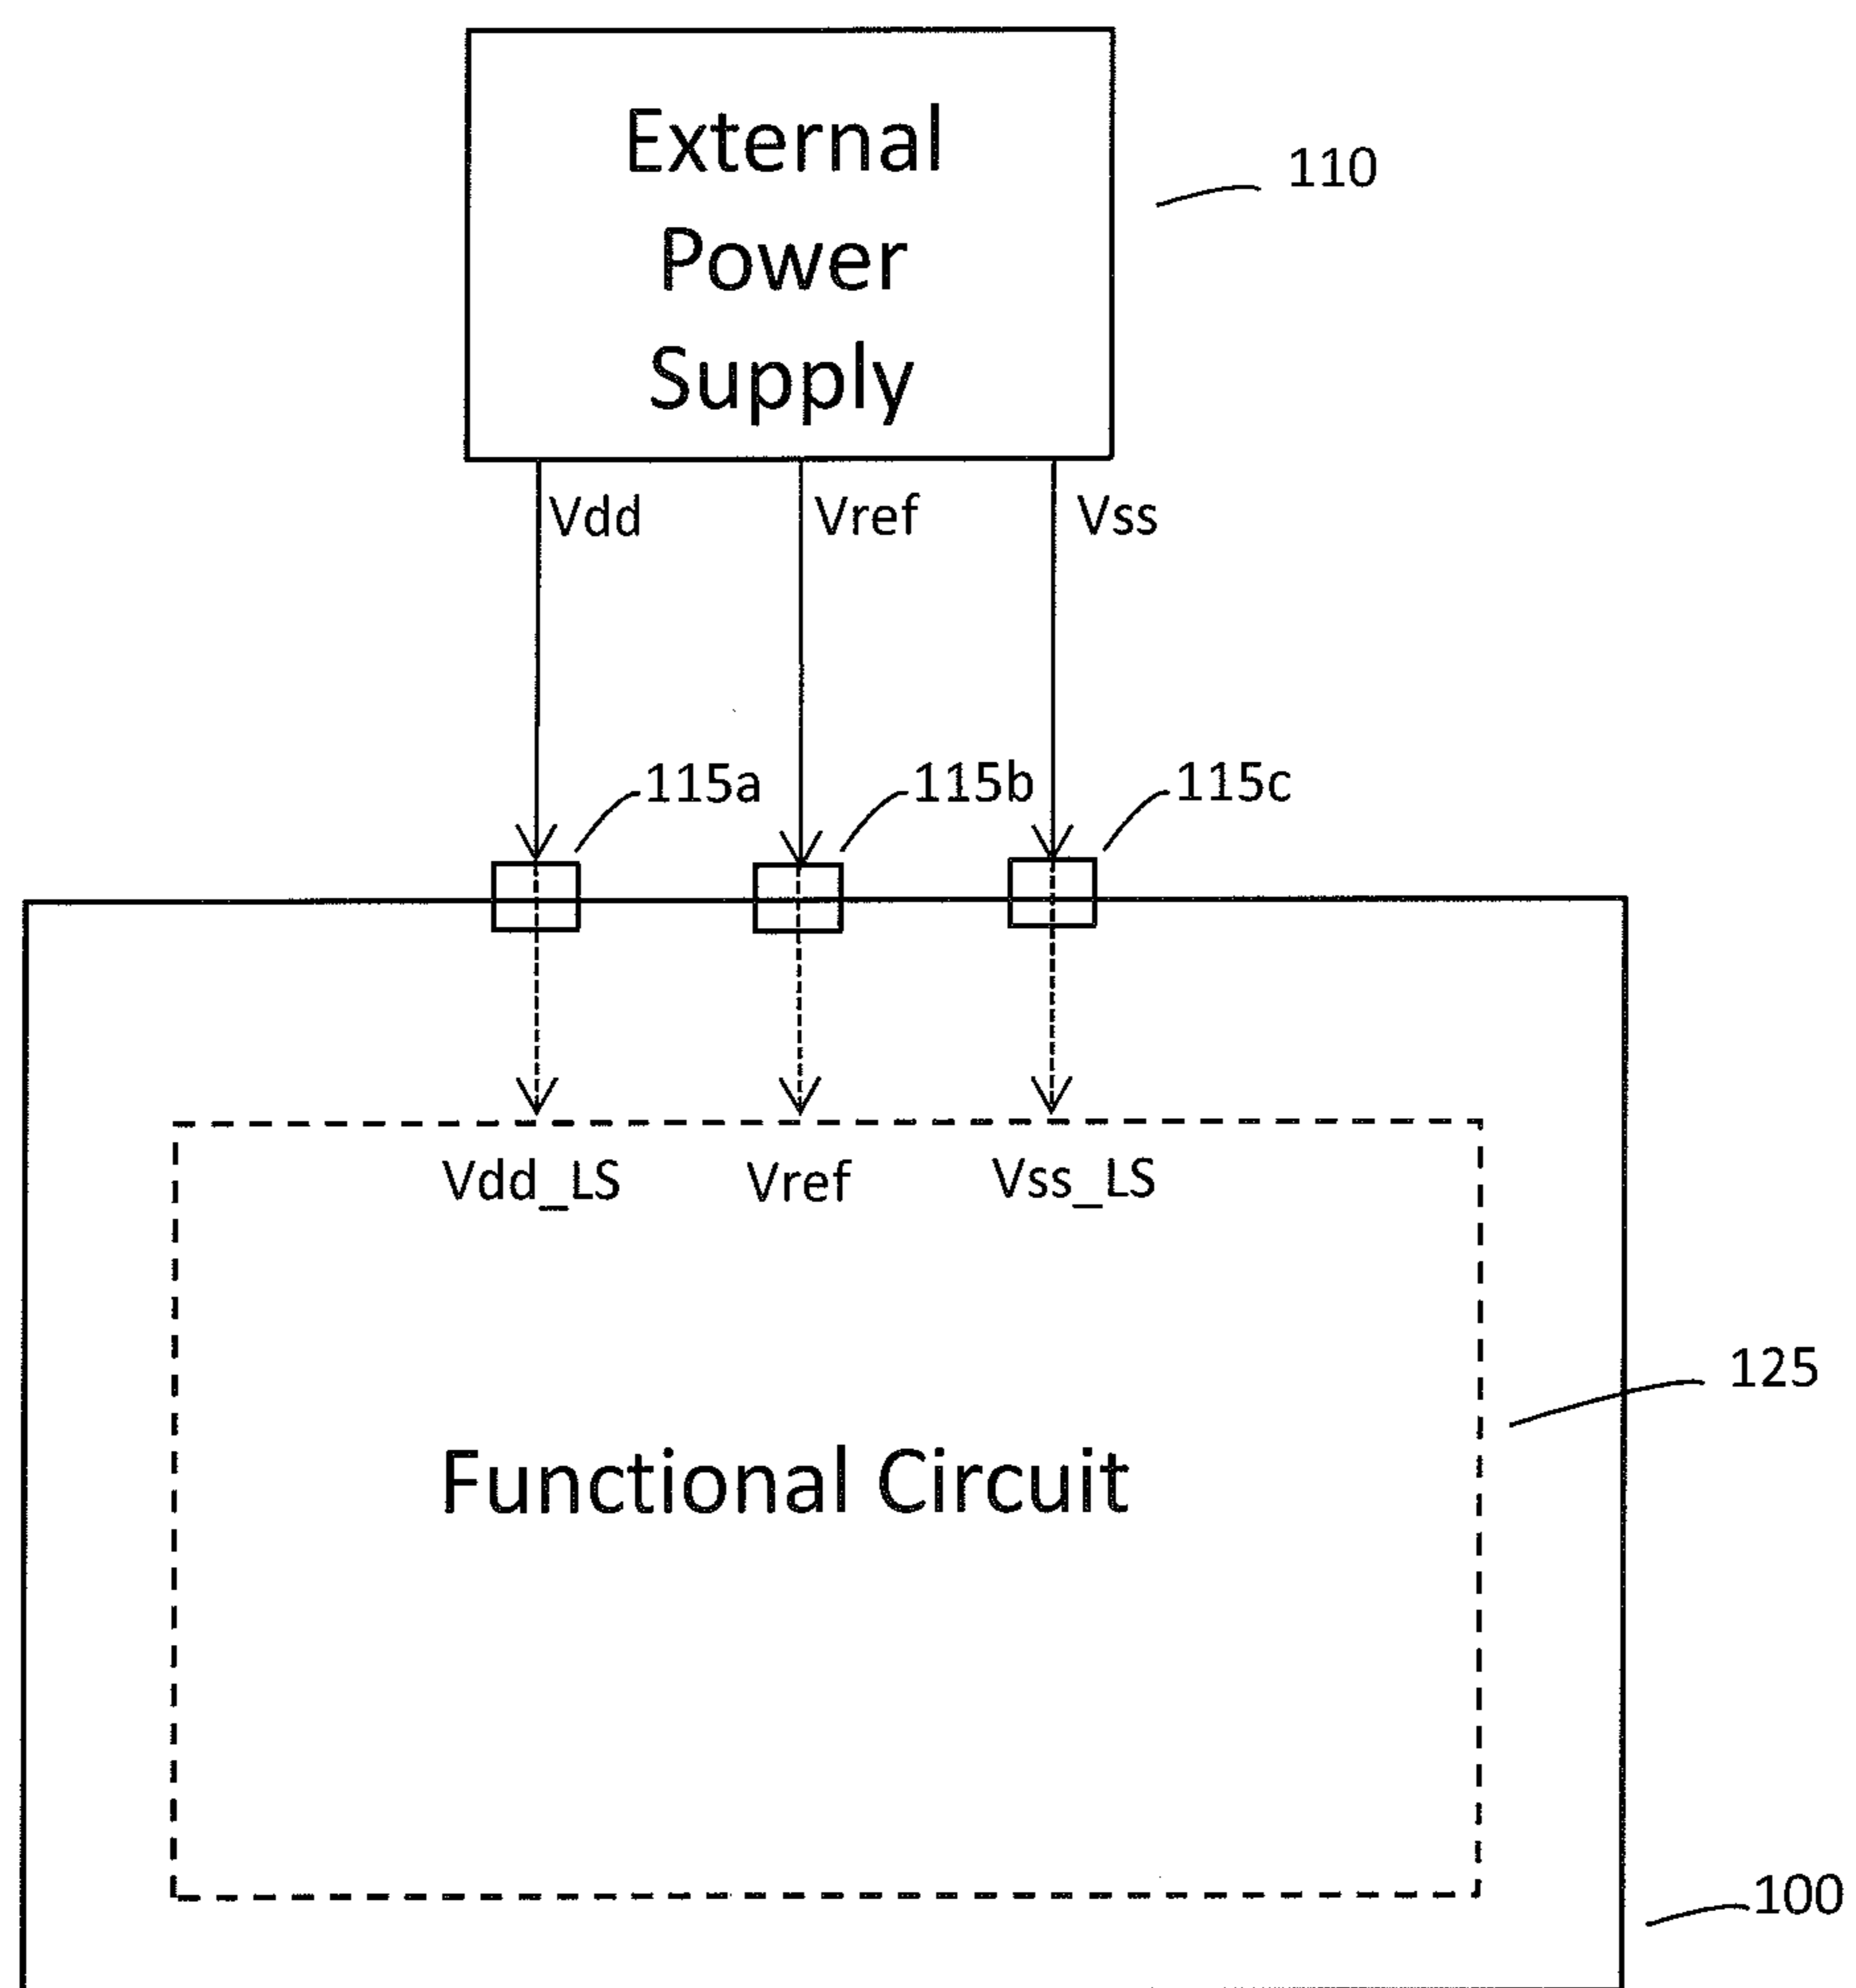 External
Power
Supply
110
Vdd
Vref
Vss
115a
115b
115c
Vdd_LS
Vref
Vss_LS
125
Functional Circuit
100